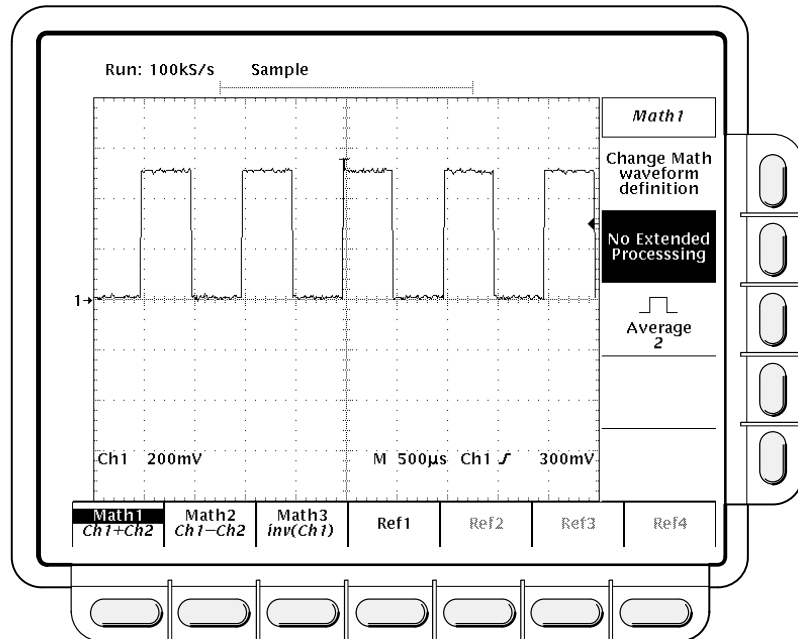 Run: 100kS/s Sample
Math1
Change Math
waveform
definition
T
No Extended
Processsing
1
Average
2
Ch1 200mV M 500µs Ch1 300mV
Math1 Math2 Math3 Ref1 Ref2 Ref3 Ref4
Ch1+Ch2 Ch1−Ch2 inv(Ch1)